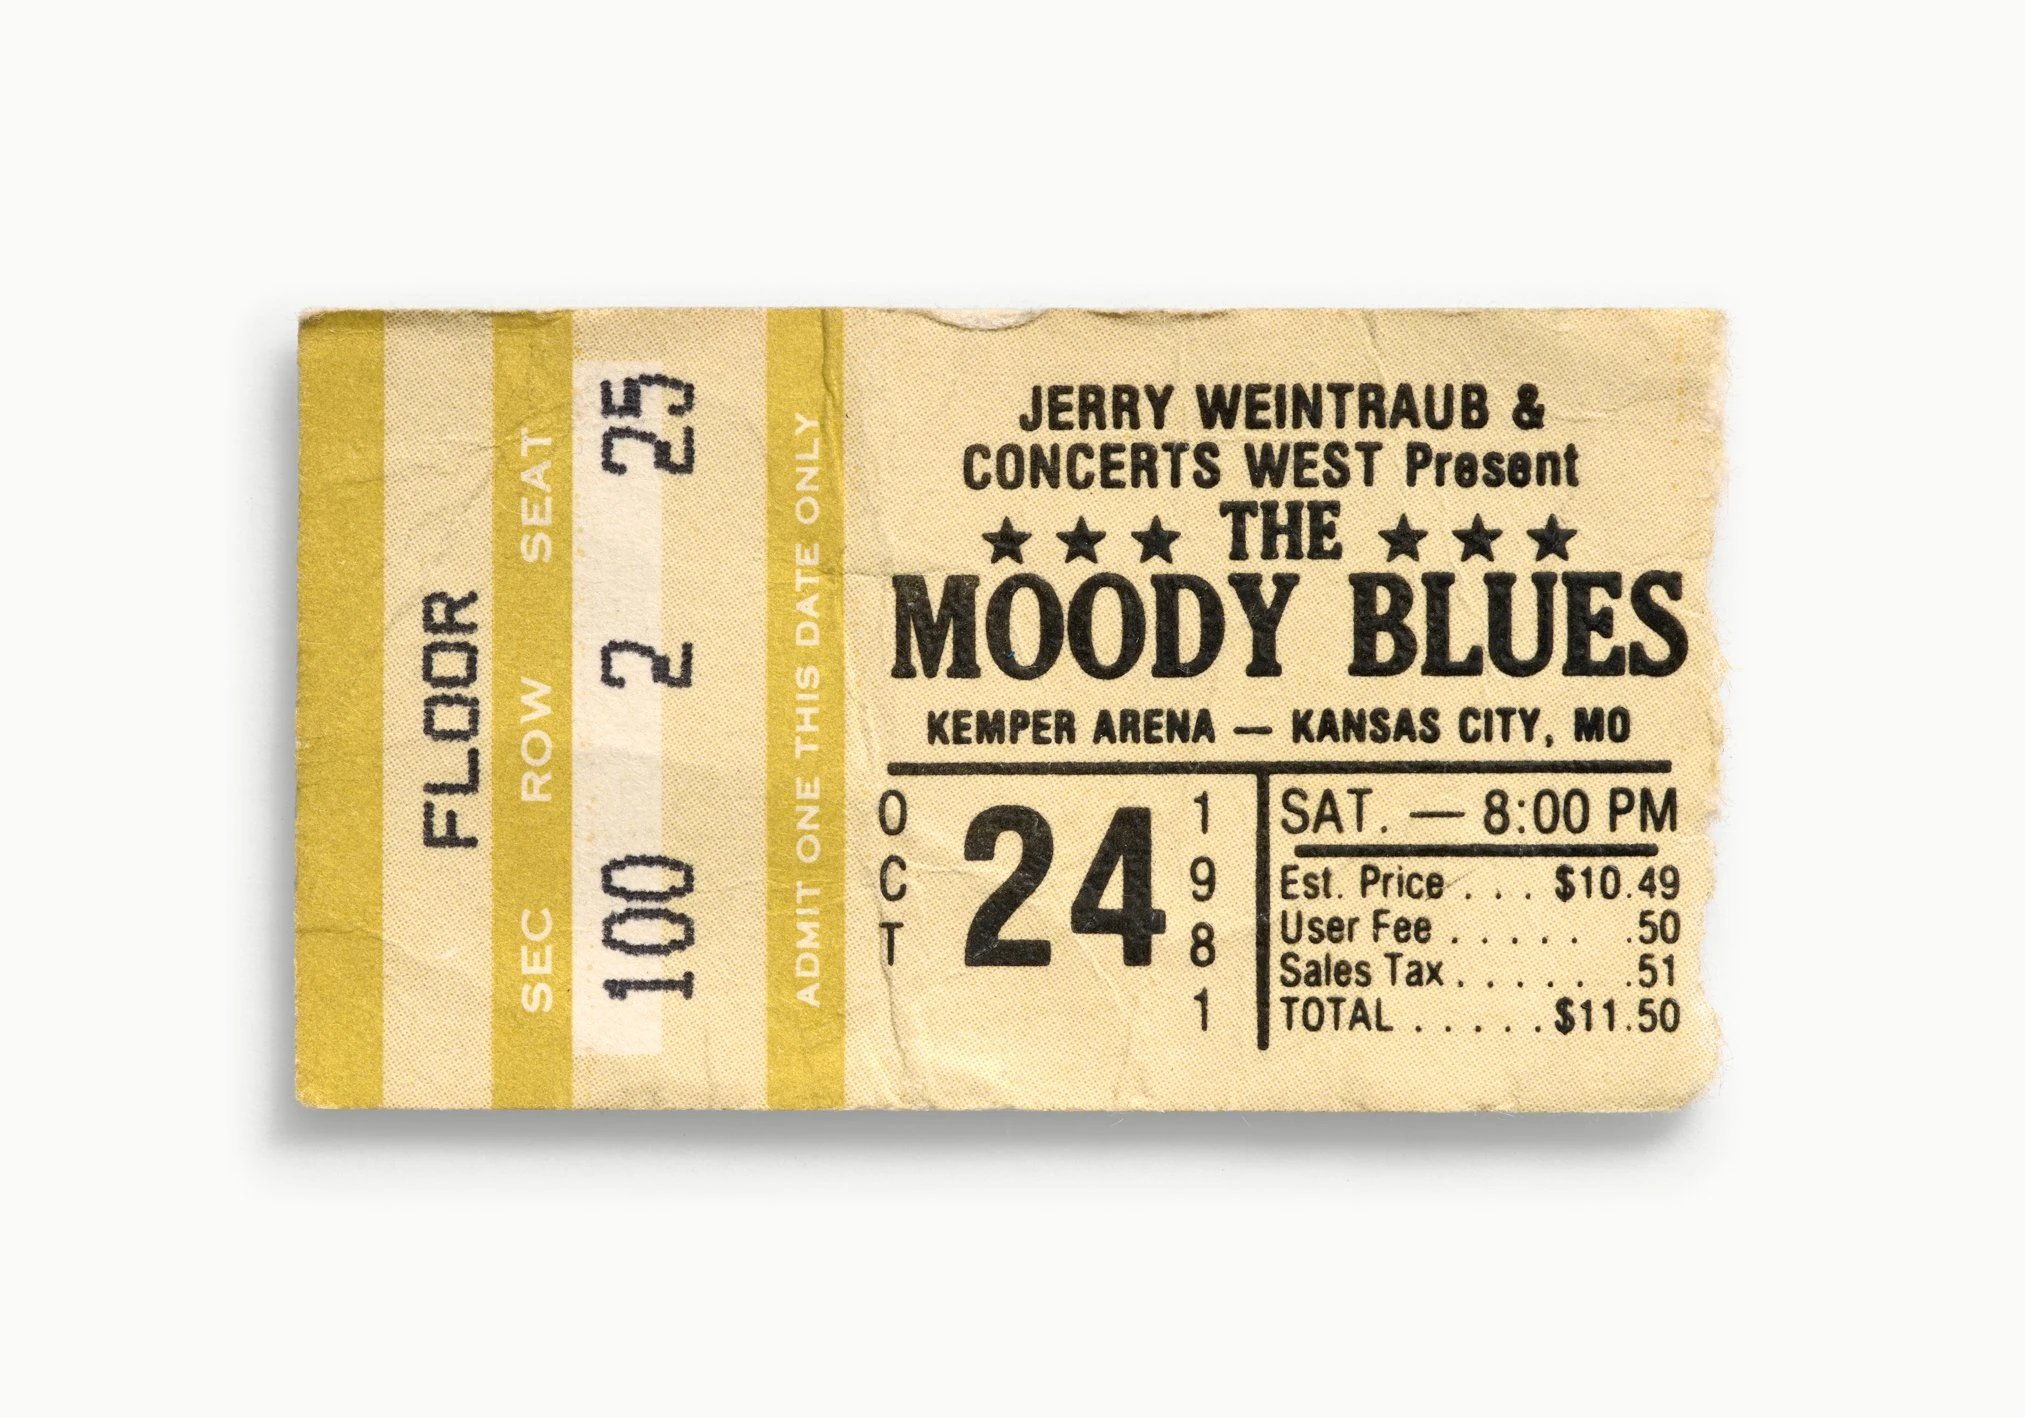 FLOOR
SEC ROW SEAT
100 2 25
ADMIT ONE THIS DATE ONLY
JERRY WEINTRAUB &
CONCERTS WEST Present
★ ★ ★ THE ★ ★ ★
MOODY BLUES
KEMPER ARENA — KANSAS CITY, MO
OCT 24 1981
SAT. — 8:00 PM
Est. Price . . . $10.49
User Fee . . . . . .50
Sales Tax . . . . . .51
TOTAL . . . . . $11.50